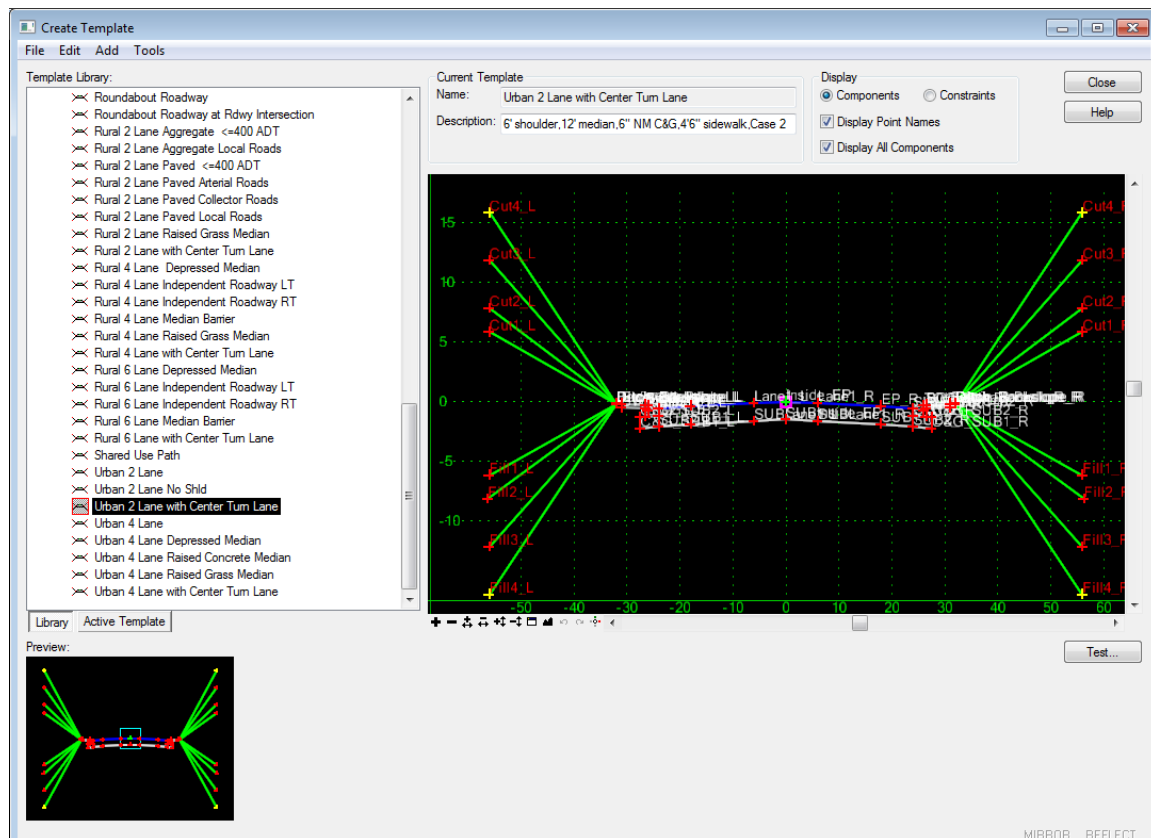 Create Template
File Edit Add Tools
Template Library:
Roundabout Roadway
Roundabout Roadway at Rdwy Intersection
Rural 2 Lane Aggregate <=400 ADT
Rural 2 Lane Aggregate Local Roads
Rural 2 Lane Paved <=400 ADT
Rural 2 Lane Paved Arterial Roads
Rural 2 Lane Paved Collector Roads
Rural 2 Lane Paved Local Roads
Rural 2 Lane Raised Grass Median
Rural 2 Lane with Center Turn Lane
Rural 4 Lane Depressed Median
Rural 4 Lane Independent Roadway LT
Rural 4 Lane Independent Roadway RT
Rural 4 Lane Median Barrier
Rural 4 Lane Raised Grass Median
Rural 4 Lane with Center Turn Lane
Rural 6 Lane Depressed Median
Rural 6 Lane Independent Roadway LT
Rural 6 Lane Independent Roadway RT
Rural 6 Lane Median Barrier
Rural 6 Lane with Center Turn Lane
Shared Use Path
Urban 2 Lane
Urban 2 Lane No Shld
Urban 2 Lane with Center Turn Lane
Urban 4 Lane
Urban 4 Lane Depressed Median
Urban 4 Lane Raised Concrete Median
Urban 4 Lane Raised Grass Median
Urban 4 Lane with Center Turn Lane
Library Active Template
Preview:
Current Template
Name: Urban 2 Lane with Center Turn Lane
Description: 6' shoulder,12' median,6" NM C&G,4'6" sidewalk,Case 2
Display
Components Constraints
Display Point Names
Display All Components
Close
Help
Cut4_L
Cut3_L
Cut2_L
Cut1_L
Fill1_L
Fill2_L
Fill3_L
Fill4_L
Cut4_R
Cut3_R
Cut2_R
Cut1_R
Fill1_R
Fill2_R
Fill3_R
Fill4_R
EP_R
15
10
5
0
-5
-10
-50 -40 -30 -20 -10 0 10 20 30 40 50 60
Test...
MIRROR REFLECT